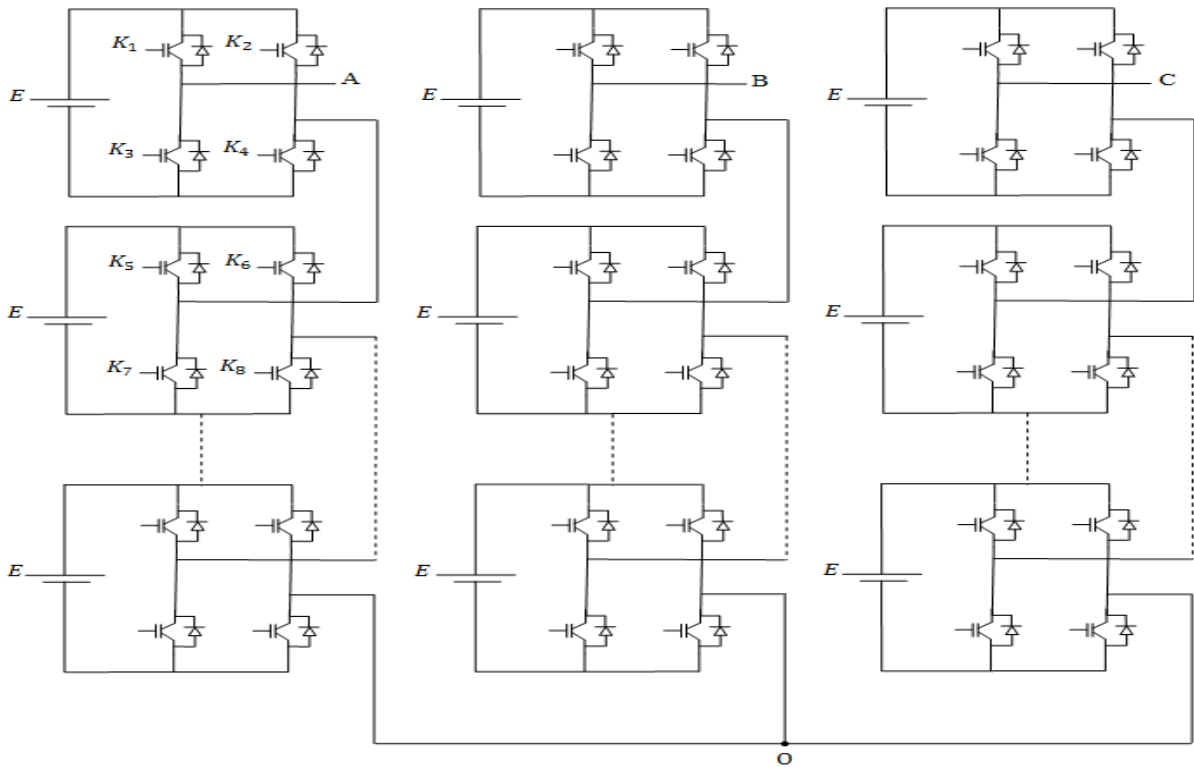 K₁ K₂ A B C
E E E
K₃ K₄
K₅ K₆
E E E
K₇ K₈
E E E
O